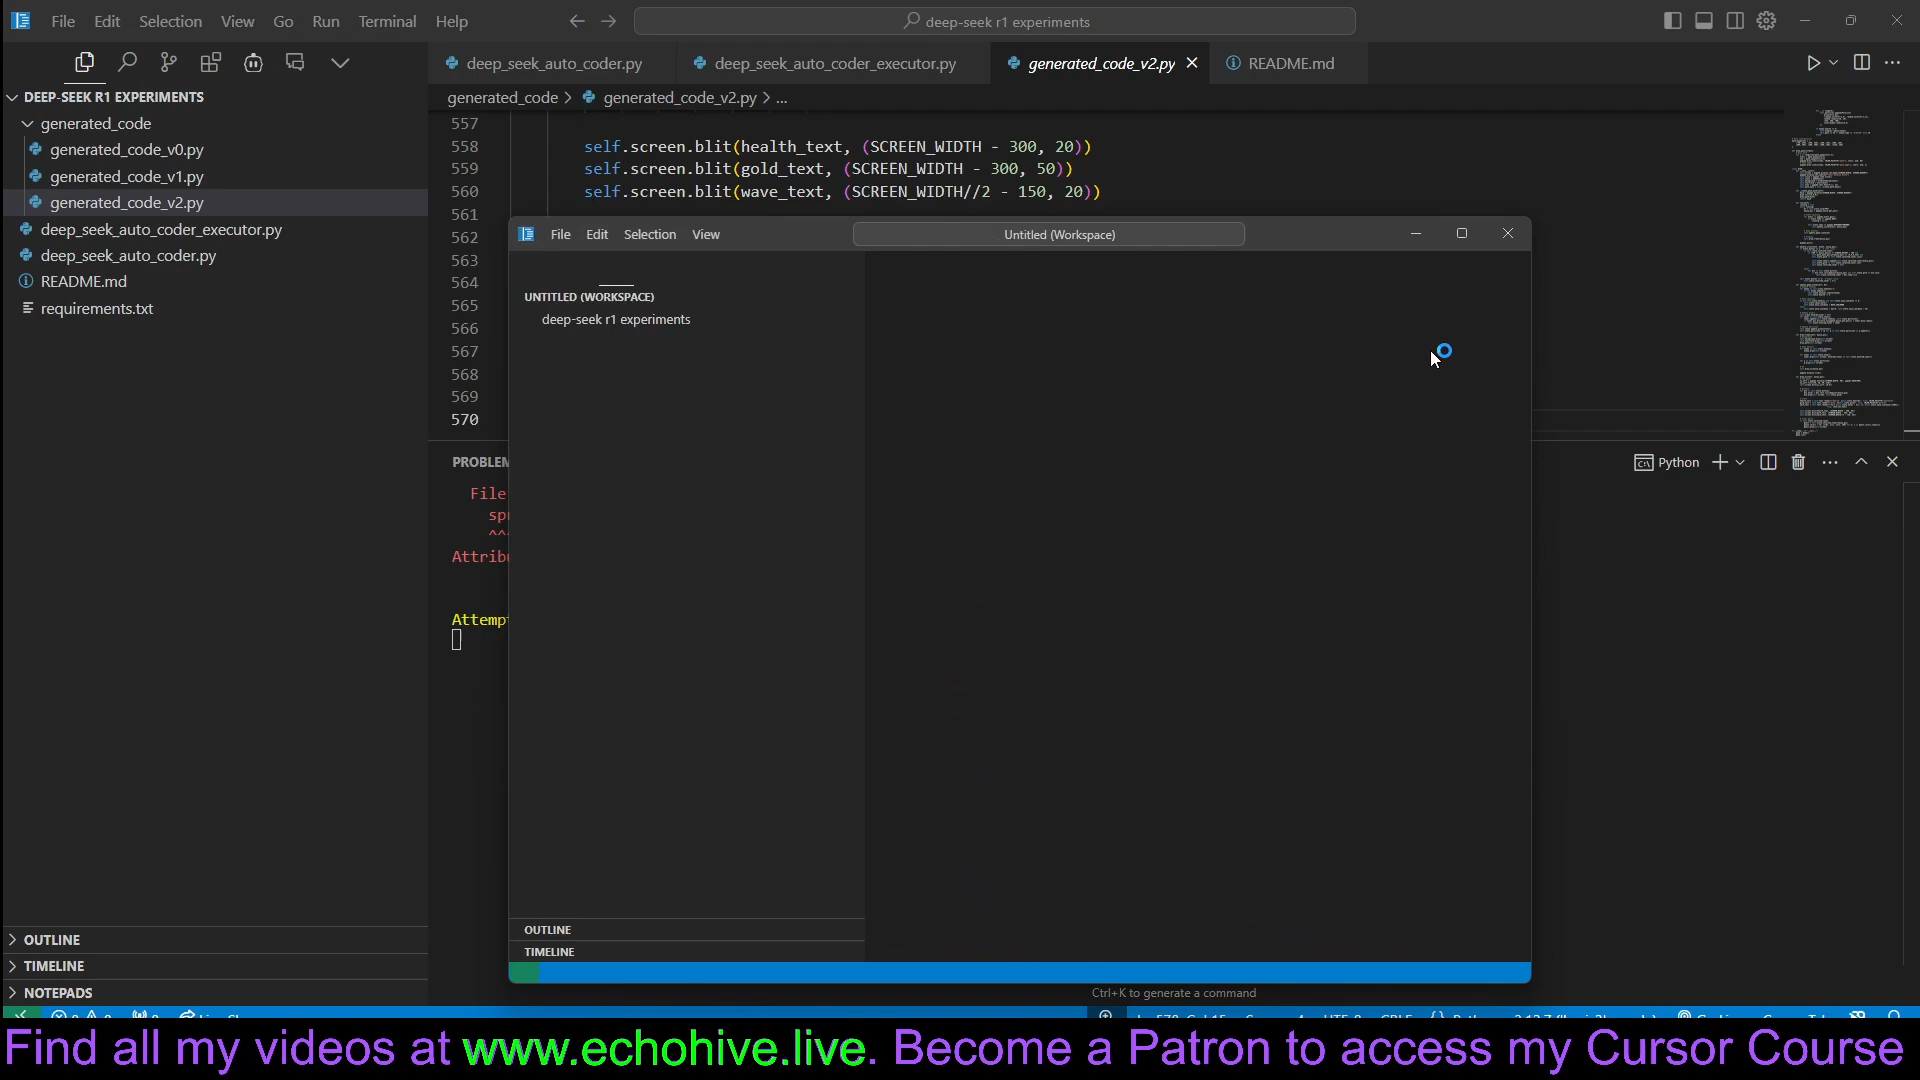 File Edit Selection View Go Run Terminal Help
deep-seek r1 experiments
deep_seek_auto_coder.py
deep_seek_auto_coder_executor.py
generated_code_v2.py
README.md
DEEP-SEEK R1 EXPERIMENTS
generated_code
generated_code_v0.py
generated_code_v1.py
generated_code_v2.py
deep_seek_auto_coder_executor.py
deep_seek_auto_coder.py
README.md
requirements.txt
OUTLINE
TIMELINE
NOTEPADS
generated_code > generated_code_v2.py > ...
557
558 self.screen.blit(health_text, (SCREEN_WIDTH - 300, 20))
559 self.screen.blit(gold_text, (SCREEN_WIDTH - 300, 50))
560 self.screen.blit(wave_text, (SCREEN_WIDTH//2 - 150, 20))
561
562
563
564
565
566
567
568
569
570
File Edit Selection View
Untitled (Workspace)
UNTITLED (WORKSPACE)
deep-seek r1 experiments
OUTLINE
TIMELINE
PROBLEM
Python
File
sp
^^
Attrib
Attemp
Ctrl+K to generate a command
Find all my videos at www.echohive.live. Become a Patron to access my Cursor Course